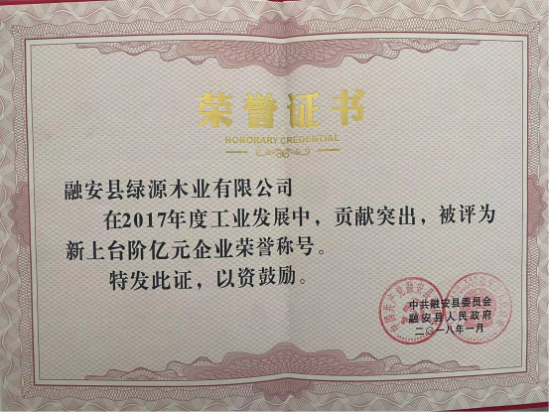 荣誉证书
HONORARY CREDENTIAL
融安县绿源木业有限公司
在2017年度工业发展中，贡献突出，被评为
新上台阶亿元企业荣誉称号。
特发此证，以资鼓励。
中共融安县委员会
融安县人民政府
二〇一八年一月